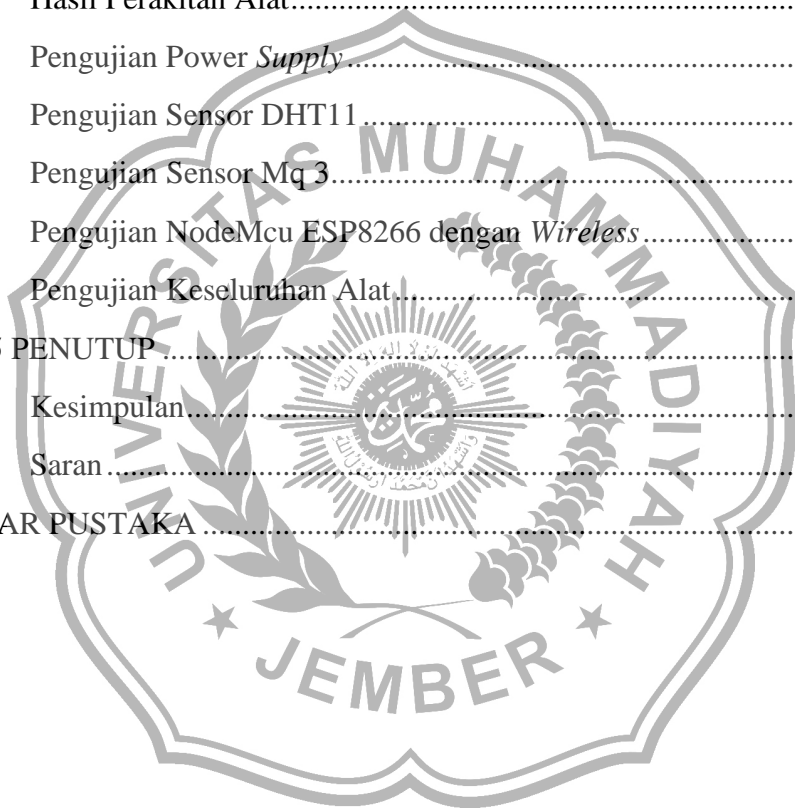 Hasil Perakitan Alat................................................................
Pengujian Power Supply................................................................
Pengujian Sensor DHT11................................................................
Pengujian Sensor Mq 3................................................................
Pengujian NodeMcu ESP8266 dengan Wireless......................
Pengujian Keseluruhan Alat......................................................
PENUTUP................................................................................
Kesimpulan................................................................................
Saran........................................................................................
AR PUSTAKA............................................................................
UNIVERSITAS MUHAMMADIYAH
JEMBER